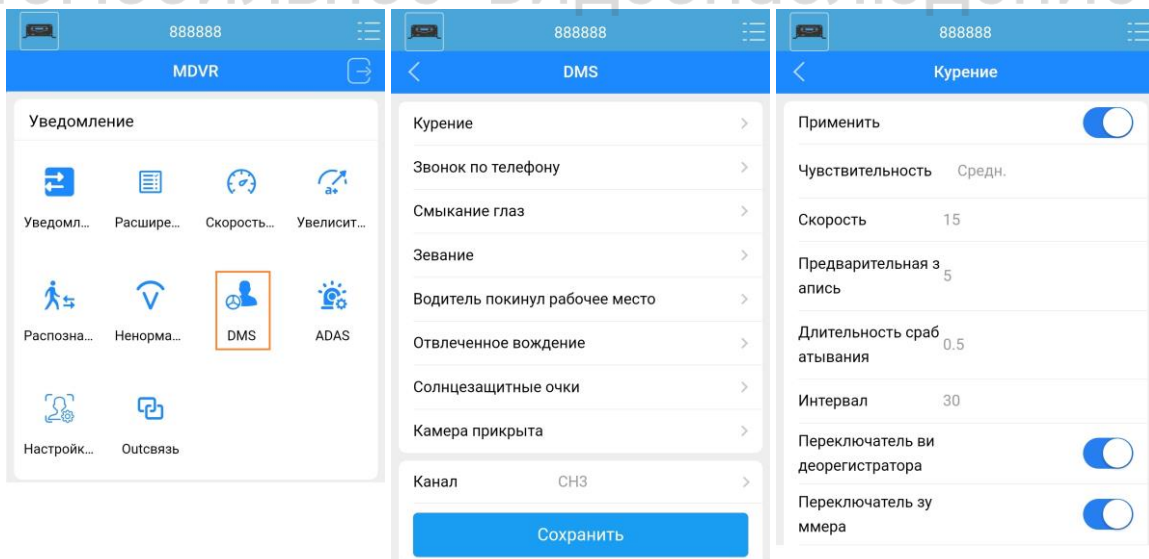 888888
MDVR
Уведомление
Уведомл...
Расшире...
Скорость...
Увелисит...
a+
Распозна...
Ненорма...
DMS
ADAS
Настройк...
Outсвязь
888888
DMS
Курение
Звонок по телефону
Смыкание глаз
Зевание
Водитель покинул рабочее место
Отвлеченное вождение
Солнцезащитные очки
Камера прикрыта
Канал CH3
Сохранить
888888
Курение
Применить
Чувствительность Средн.
Скорость 15
Предварительная з
апись 5
Длительность сраб
атывания 0.5
Интервал 30
Переключатель ви
деорегистратора
Переключатель зу
ммера